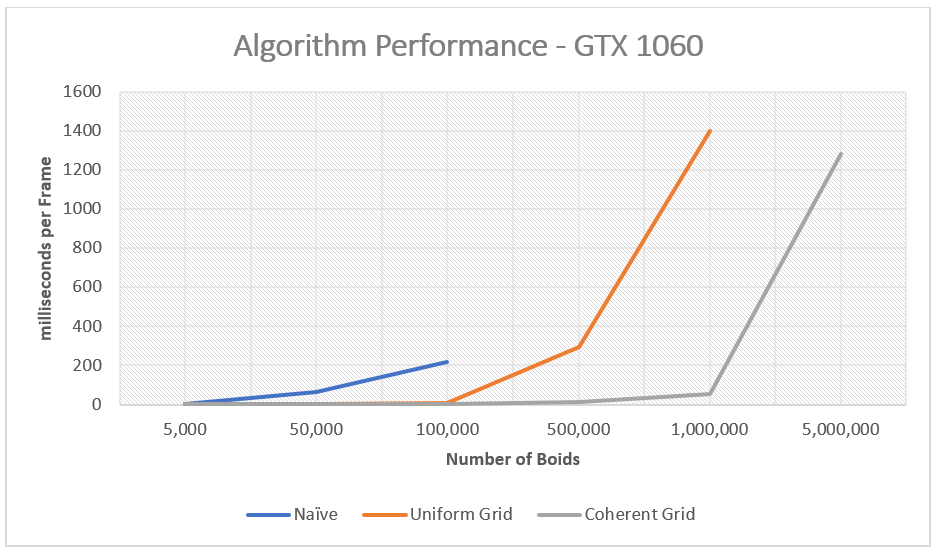 Algorithm Performance - GTX 1060
1600
1400
1200
1000
800
600
400
200
0
milliseconds per Frame
5,000 50,000 100,000 500,000 1,000,000 5,000,000
Number of Boids
Naïve Uniform Grid Coherent Grid